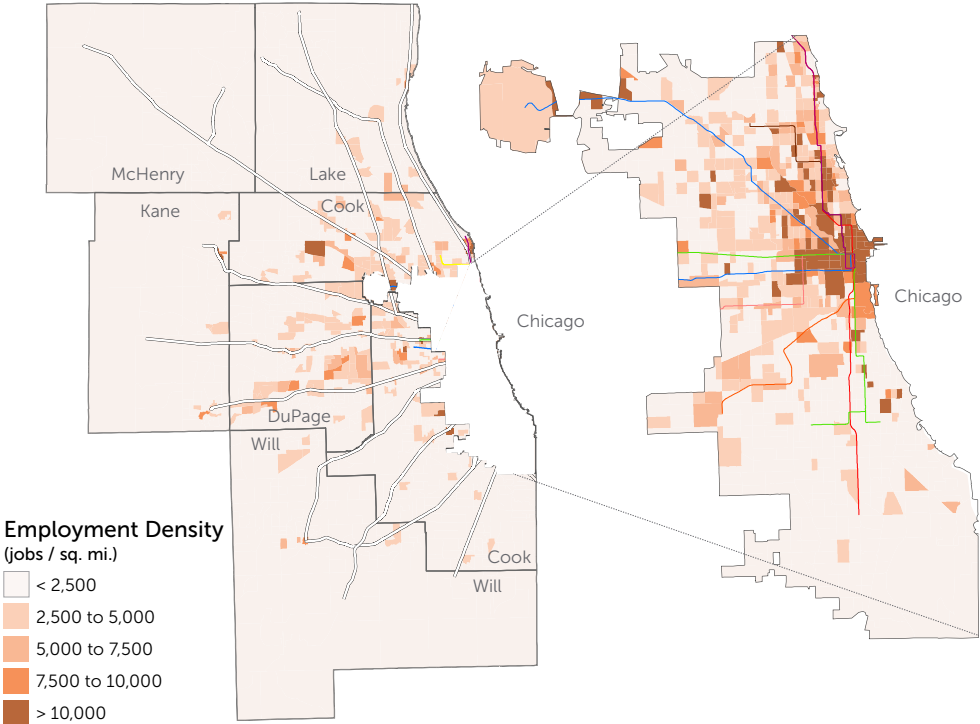 McHenry
Lake
Kane
Cook
Chicago
Chicago
DuPage
Will
Cook
Will
Employment Density
(jobs / sq. mi.)
< 2,500
2,500 to 5,000
5,000 to 7,500
7,500 to 10,000
> 10,000